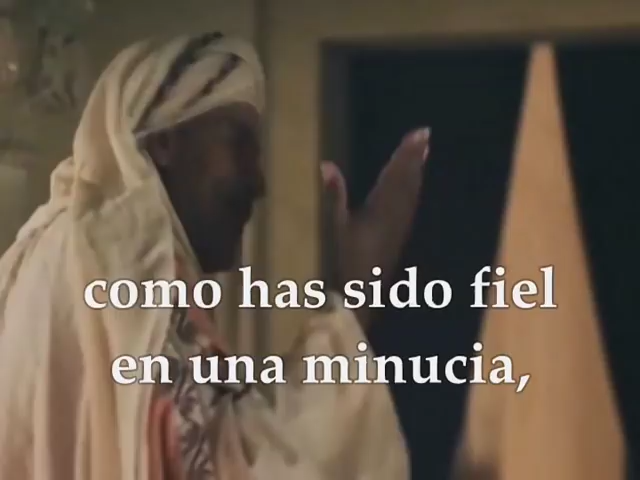 como has sido fiel
en una minucia,